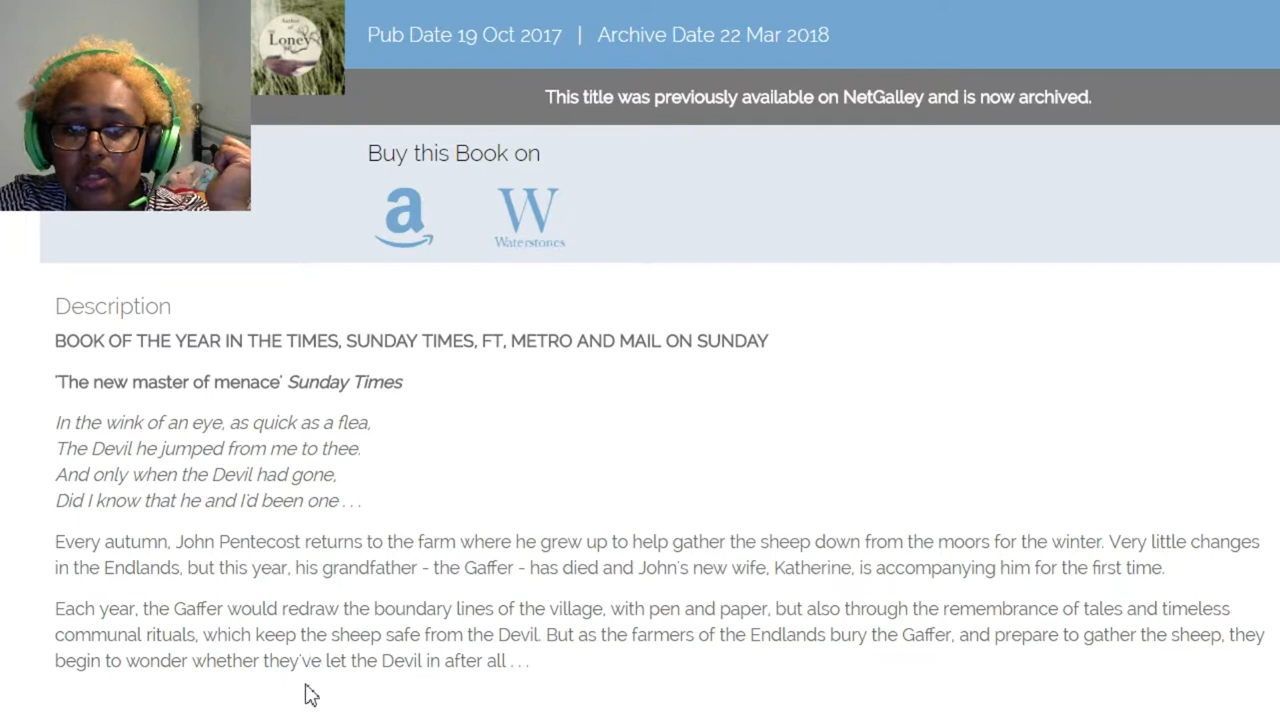 Author
of
The
Loney
Pub Date 19 Oct 2017 | Archive Date 22 Mar 2018
This title was previously available on NetGalley and is now archived.
Buy this Book on
a
W
Waterstones
Description
BOOK OF THE YEAR IN THE TIMES, SUNDAY TIMES, FT, METRO AND MAIL ON SUNDAY
'The new master of menace' Sunday Times
In the wink of an eye, as quick as a flea,
The Devil he jumped from me to thee.
And only when the Devil had gone,
Did I know that he and I'd been one . . .
Every autumn, John Pentecost returns to the farm where he grew up to help gather the sheep down from the moors for the winter. Very little changes
in the Endlands, but this year, his grandfather - the Gaffer - has died and John's new wife, Katherine, is accompanying him for the first time.
Each year, the Gaffer would redraw the boundary lines of the village, with pen and paper, but also through the remembrance of tales and timeless
communal rituals, which keep the sheep safe from the Devil. But as the farmers of the Endlands bury the Gaffer, and prepare to gather the sheep, they
begin to wonder whether they've let the Devil in after all . . .